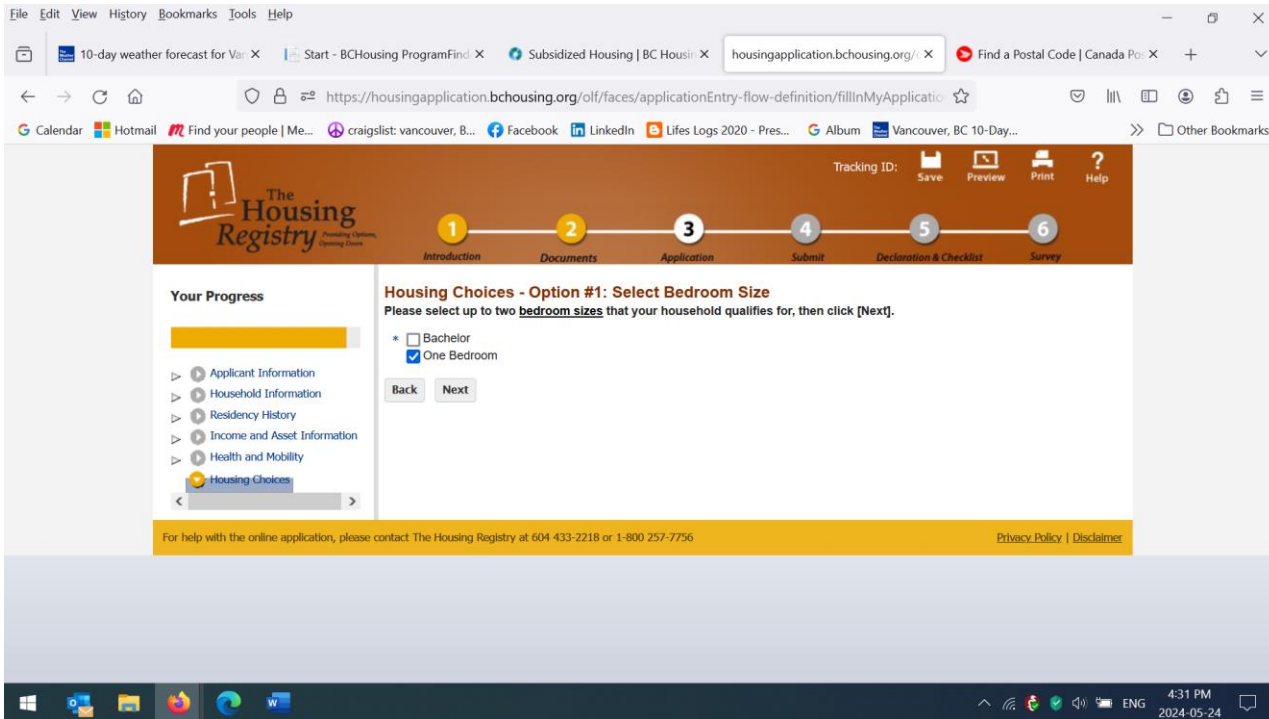 File Edit View History Bookmarks Tools Help
10-day weather forecast for Van
Start - BCHousing ProgramFind
Subsidized Housing | BC Housin
housingapplication.bchousing.org/o
Find a Postal Code | Canada Pos
https://housingapplication.bchousing.org/olf/faces/applicationEntry-flow-definition/fillInMyApplicatio
Calendar Hotmail Find your people | Me... craigslist: vancouver, B... Facebook LinkedIn Lifes Logs 2020 - Pres... Album Vancouver, BC 10-Day... Other Bookmarks
The
Housing
Registry
Providing Options,
Opening Doors
Tracking ID: Save Preview Print Help
1 2 3 4 5 6
Introduction Documents Application Submit Declaration & Checklist Survey
Your Progress
Applicant Information
Household Information
Residency History
Income and Asset Information
Health and Mobility
Housing Choices
Housing Choices - Option #1: Select Bedroom Size
Please select up to two bedroom sizes that your household qualifies for, then click [Next].
* Bachelor
One Bedroom
Back Next
For help with the online application, please contact The Housing Registry at 604 433-2218 or 1-800 257-7756 Privacy Policy | Disclaimer
ENG 4:31 PM
2024-05-24